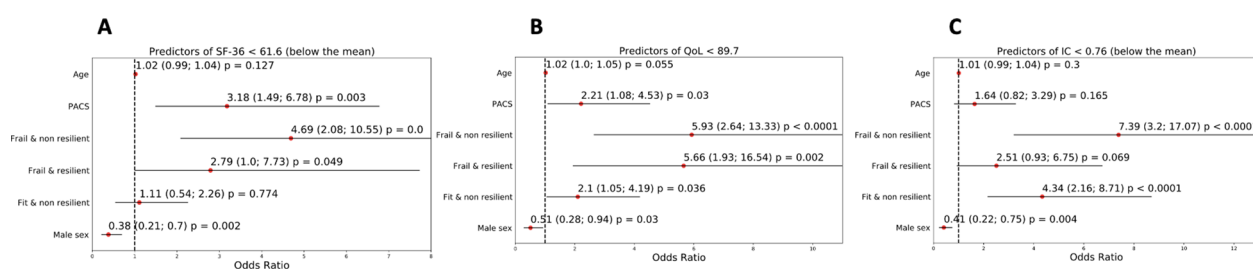 A
Predictors of SF-36 < 61.6 (below the mean)
Age
1.02 (0.99; 1.04) p = 0.127
PACS
3.18 (1.49; 6.78) p = 0.003
Frail & non resilient
4.69 (2.08; 10.55) p = 0.0
Frail & resilient
2.79 (1.0; 7.73) p = 0.049
Fit & non resilient
1.11 (0.54; 2.26) p = 0.774
Male sex
0.38 (0.21; 0.7) p = 0.002
0 1 2 3 4 5 6 7 8
Odds Ratio
B
Predictors of QoL < 89.7
Age
1.02 (1.0; 1.05) p = 0.055
PACS
2.21 (1.08; 4.53) p = 0.03
Frail & non resilient
5.93 (2.64; 13.33) p < 0.0001
Frail & resilient
5.66 (1.93; 16.54) p = 0.002
Fit & non resilient
2.1 (1.05; 4.19) p = 0.036
Male sex
0.51 (0.28; 0.94) p = 0.03
0 2 4 6 8 10
Odds Ratio
C
Predictors of IC < 0.76 (below the mean)
Age
1.01 (0.99; 1.04) p = 0.3
PACS
1.64 (0.82; 3.29) p = 0.165
Frail & non resilient
7.39 (3.2; 17.07) p < 0.000
Frail & resilient
2.51 (0.93; 6.75) p = 0.069
Fit & non resilient
4.34 (2.16; 8.71) p < 0.0001
Male sex
0.41 (0.22; 0.75) p = 0.004
0 2 4 6 8 10 12
Odds Ratio